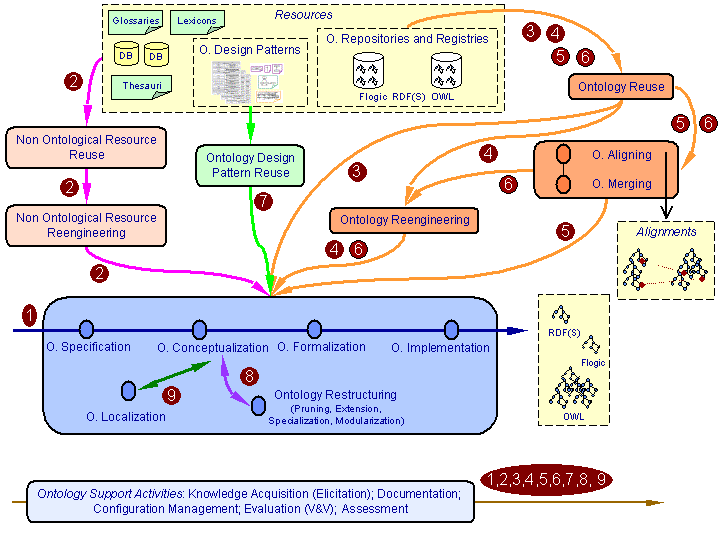 Resources
Glossaries
Lexicons
DB
DB
Thesauri
O. Design Patterns
O. Repositories and Registries
Flogic RDF(S) OWL
3
4
5
6
2
Ontology Reuse
5
6
Non Ontological Resource
Reuse
Ontology Design
Pattern Reuse
3
4
O. Aligning
O. Merging
2
7
6
Non Ontological Resource
Reengineering
Ontology Reengineering
5
Alignments
4
6
2
1
O. Specification
O. Conceptualization
O. Formalization
O. Implementation
RDF(S)
Flogic
OWL
9
8
O. Localization
Ontology Restructuring
(Pruning, Extension,
Specialization, Modularization)
1,2,3,4,5,6,7,8, 9
Ontology Support Activities: Knowledge Acquisition (Elicitation); Documentation;
Configuration Management; Evaluation (V&V); Assessment